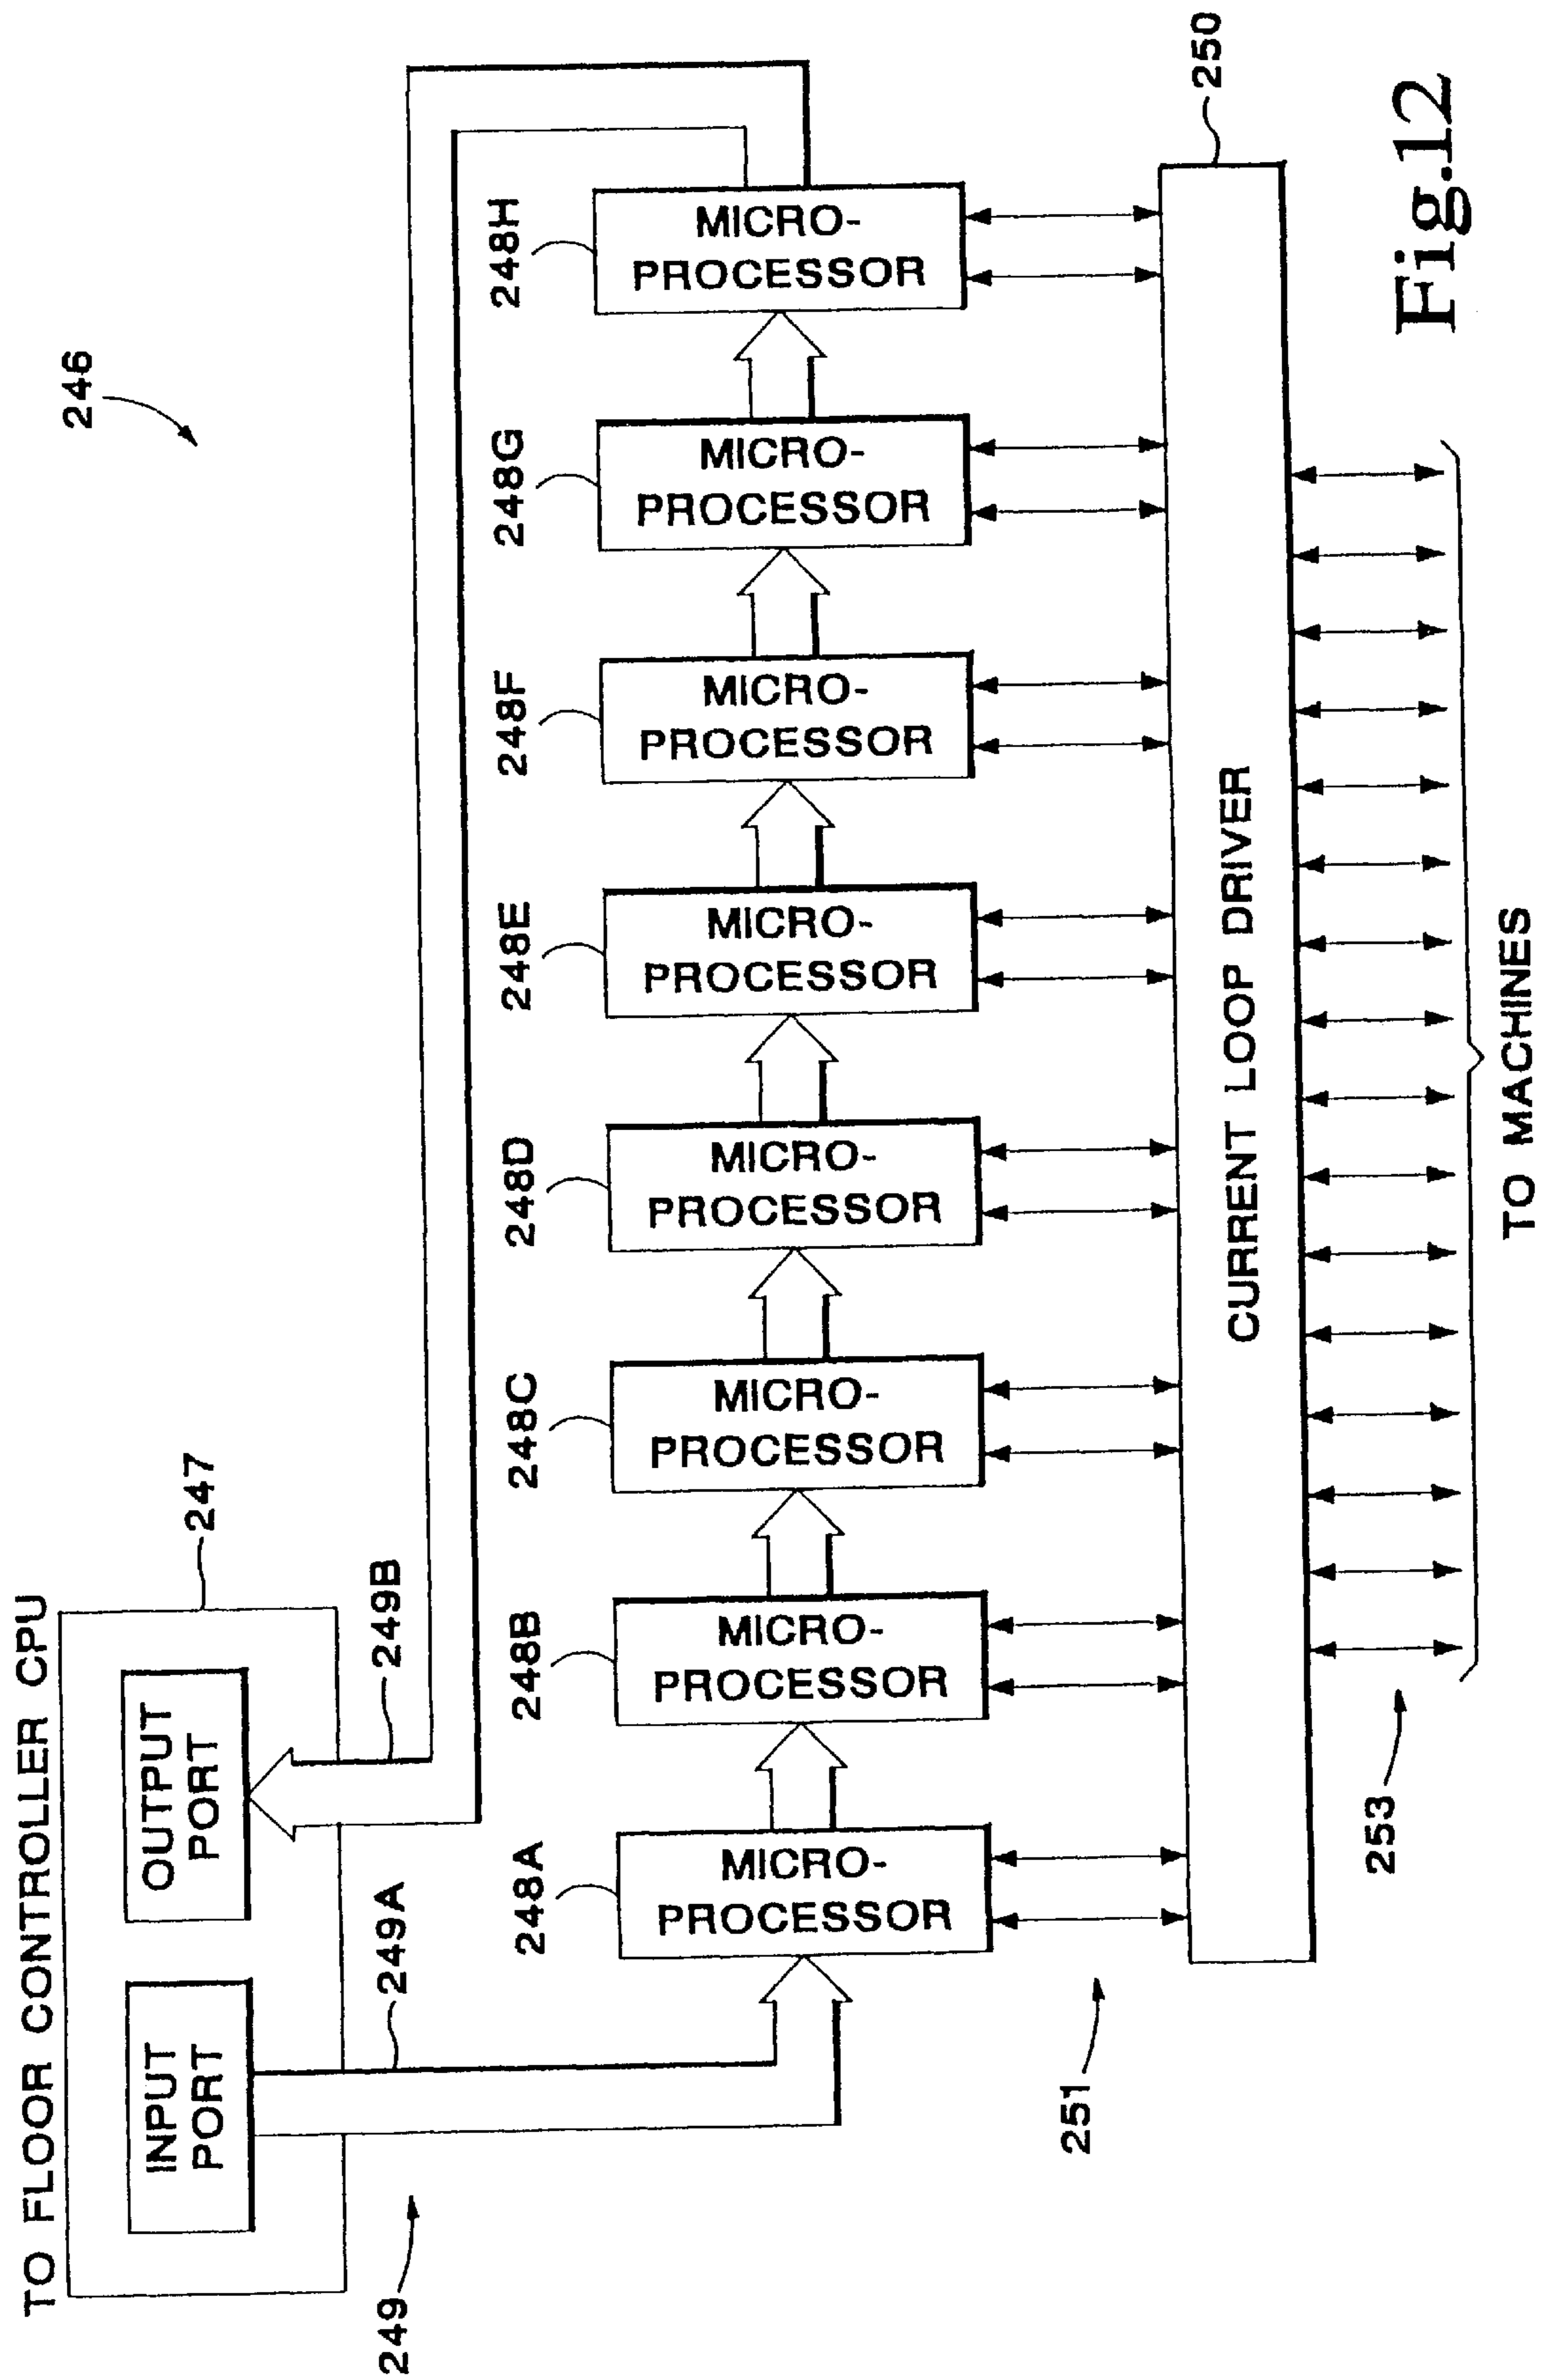 TO FLOOR CONTROLLER CPU
247
INPUT
PORT
OUTPUT
PORT
246
249
249A
249B
248A
248B
248C
248D
248E
248F
248G
248H
MICRO-
PROCESSOR
MICRO-
PROCESSOR
MICRO-
PROCESSOR
MICRO-
PROCESSOR
MICRO-
PROCESSOR
MICRO-
PROCESSOR
MICRO-
PROCESSOR
MICRO-
PROCESSOR
251
CURRENT LOOP DRIVER
250
253
TO MACHINES
Fig.12